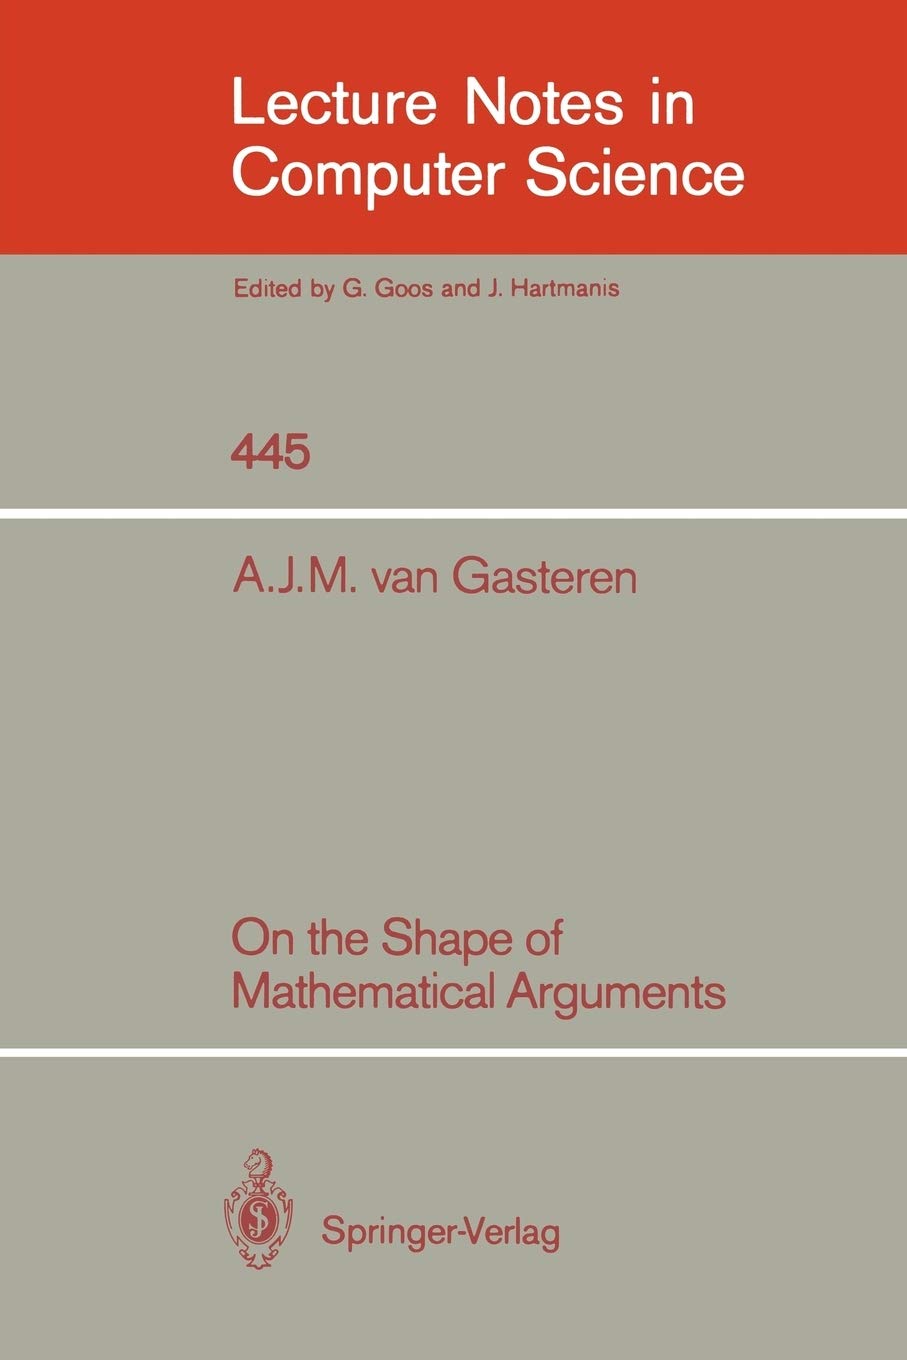 Lecture Notes in
Computer Science
Edited by G. Goos and J. Hartmanis
445
A.J.M. van Gasteren
On the Shape of
Mathematical Arguments
Springer-Verlag